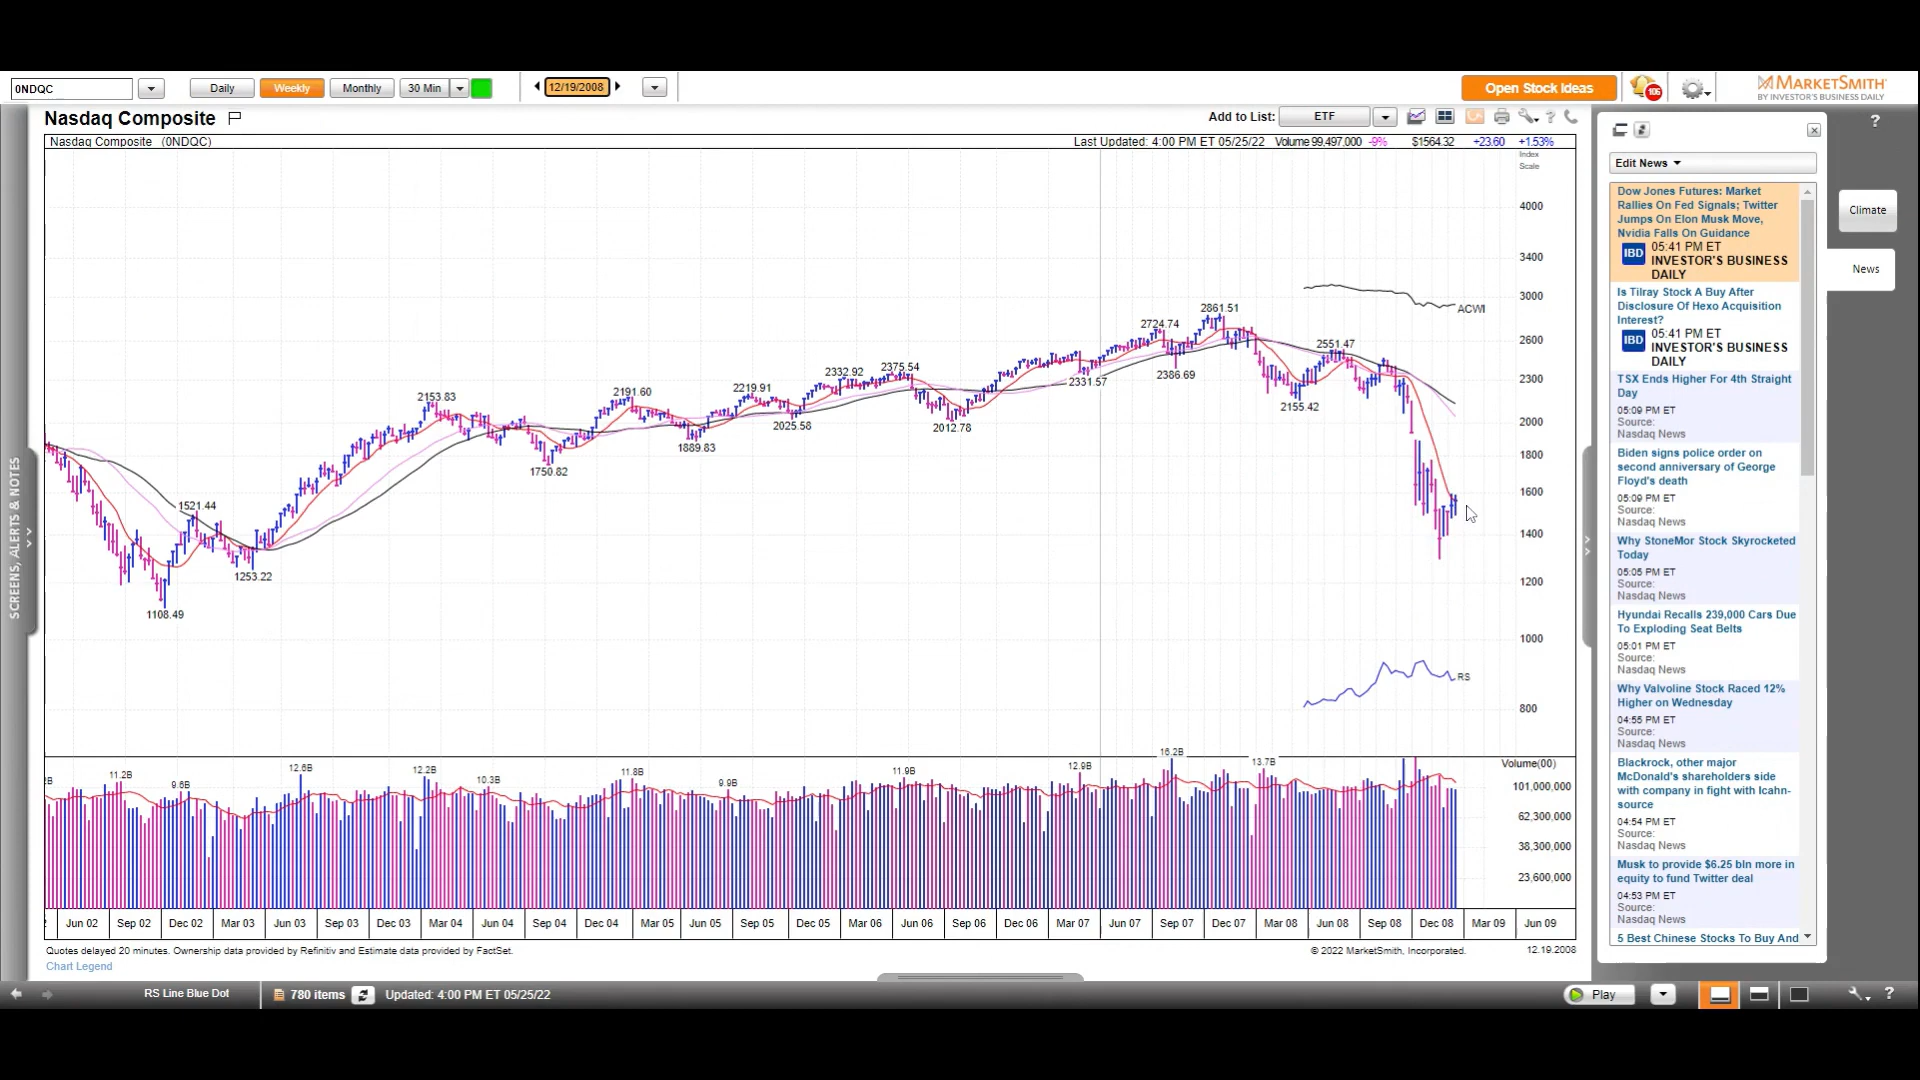 0NDQC
Daily
Weekly
Monthly
30 Min
12/19/2008
Open Stock Ideas
106
MARKETSMITH
BY INVESTOR'S BUSINESS DAILY
Nasdaq Composite
Add to List:
ETF
?
?
Nasdaq Composite (0NDQC)
Last Updated: 4:00 PM ET 05/25/22 Volume 99,497,000 -9% $1564.32 +23.60 +1.53%
Index
Scale
4000
3400
3000
2600
2300
2000
1800
1600
1400
1200
1000
800
ACWI
RS
2861.51
2724.74
2551.47
2386.69
2331.57
2155.42
2375.54
2332.92
2219.91
2191.60
2153.83
2025.58
2012.78
1889.83
1750.82
1521.44
1253.22
1108.49
2B
11.2B
9.6B
12.6B
12.2B
10.3B
11.8B
9.9B
11.9B
12.9B
16.2B
13.7B
Volume(00)
101,000,000
62,300,000
38,300,000
23,600,000
2 Jun 02 Sep 02 Dec 02 Mar 03 Jun 03 Sep 03 Dec 03 Mar 04 Jun 04 Sep 04 Dec 04 Mar 05 Jun 05 Sep 05 Dec 05 Mar 06 Jun 06 Sep 06 Dec 06 Mar 07 Jun 07 Sep 07 Dec 07 Mar 08 Jun 08 Sep 08 Dec 08 Mar 09 Jun 09
Quotes delayed 20 minutes. Ownership data provided by Refinitiv and Estimate data provided by FactSet.
© 2022 MarketSmith, Incorporated.
12.19.2008
Chart Legend
SCREENS, ALERTS & NOTES
Edit News
Dow Jones Futures: Market
Rallies On Fed Signals; Twitter
Jumps On Elon Musk Move,
Nvidia Falls On Guidance
IBD
05:41 PM ET
INVESTOR'S BUSINESS
DAILY
Is Tilray Stock A Buy After
Disclosure Of Hexo Acquisition
Interest?
IBD
05:41 PM ET
INVESTOR'S BUSINESS
DAILY
TSX Ends Higher For 4th Straight
Day
05:09 PM ET
Source:
Nasdaq News
Biden signs police order on
second anniversary of George
Floyd's death
05:09 PM ET
Source:
Nasdaq News
Why StoneMor Stock Skyrocketed
Today
05:05 PM ET
Source:
Nasdaq News
Hyundai Recalls 239,000 Cars Due
To Exploding Seat Belts
05:01 PM ET
Source:
Nasdaq News
Why Valvoline Stock Raced 12%
Higher on Wednesday
04:55 PM ET
Source:
Nasdaq News
Blackrock, other major
McDonald's shareholders side
with company in fight with Icahn-
source
04:54 PM ET
Source:
Nasdaq News
Musk to provide $6.25 bln more in
equity to fund Twitter deal
04:53 PM ET
Source:
Nasdaq News
5 Best Chinese Stocks To Buy And
Climate
News
RS Line Blue Dot
780 items
Updated: 4:00 PM ET 05/25/22
Play
?